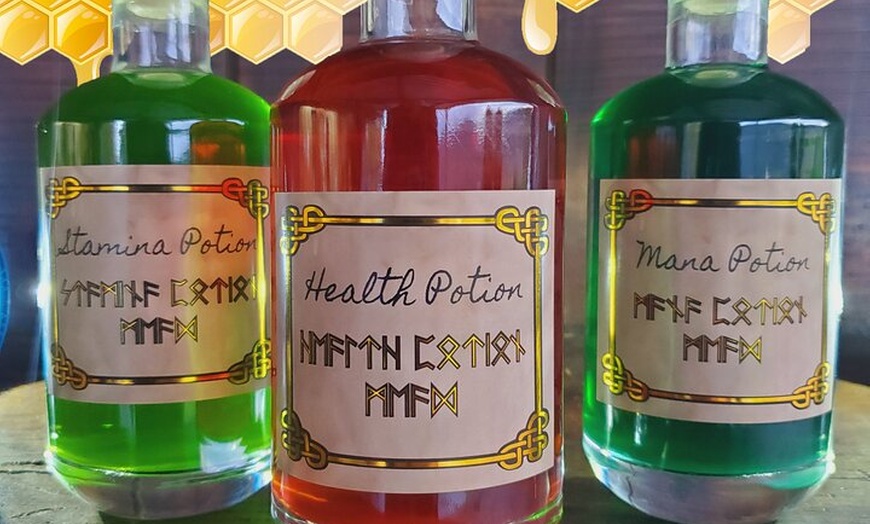 Stamina Potion
ᛋᛏᚨᛗᛁᚾᚨ ᛈᛟᛏᛁᛟᚾ
ᛗᛖᚨᛞ
Health Potion
ᚺᛖᚨᛚᛏᚺ ᛈᛟᛏᛁᛟᚾ
ᛗᛖᚨᛞ
Mana Potion
ᛗᚨᚾᚨ ᛈᛟᛏᛁᛟᚾ
ᛗᛖᚨᛞ